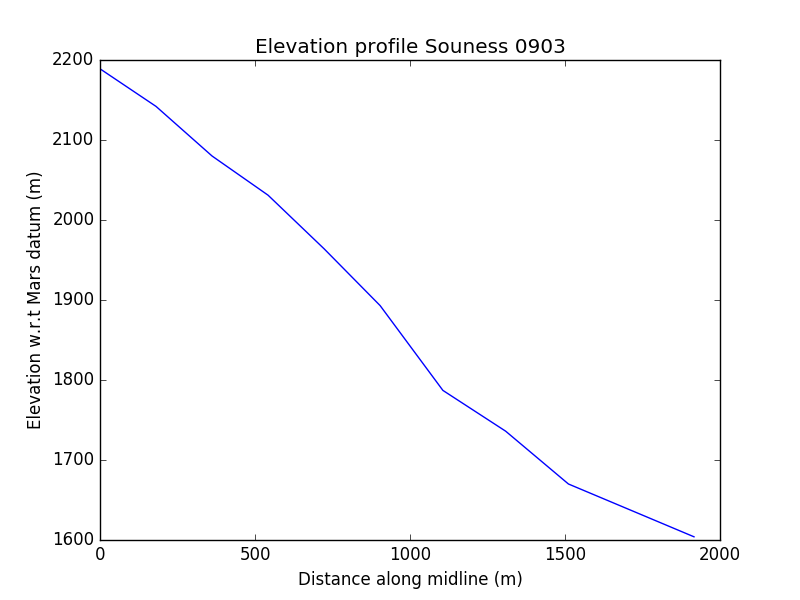 Elevation profile Souness 0903
2200
2100
2000
1900
1800
1700
1600
Elevation w.r.t Mars datum (m)
0 500 1000 1500 2000
Distance along midline (m)